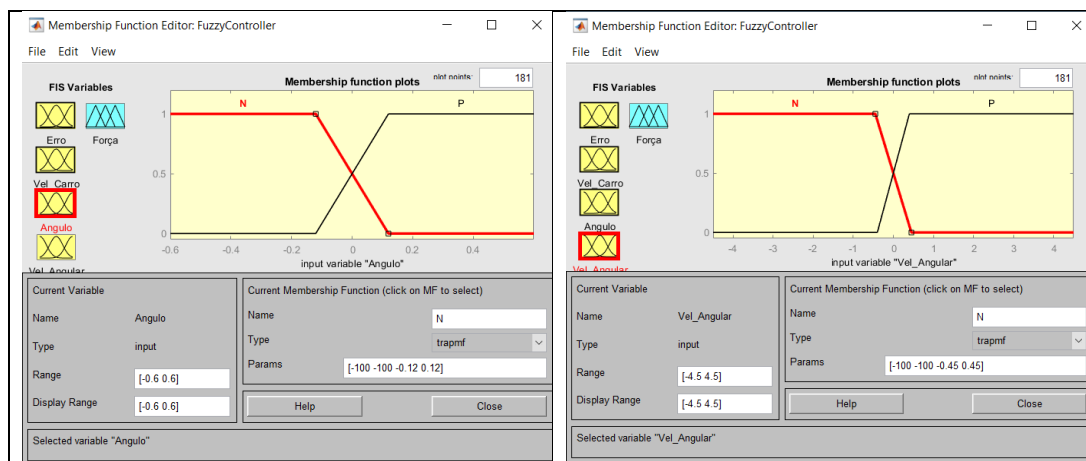 Membership Function Editor: FuzzyController
File Edit View
FIS Variables
Membership function plots
plot points:
181
N
P
Erro
Força
Vel_Carro
Angulo
Vel_Angular
1
0.5
0
-0.6
-0.4
-0.2
0
0.2
0.4
input variable "Angulo"
Current Variable
Name Angulo
Type input
Range [-0.6 0.6]
Display Range [-0.6 0.6]
Current Membership Function (click on MF to select)
Name N
Type trapmf
Params [-100 -100 -0.12 0.12]
Help
Close
Selected variable "Angulo"
Membership Function Editor: FuzzyController
File Edit View
FIS Variables
Membership function plots
plot points:
181
N
P
Erro
Força
Vel_Carro
Angulo
Vel_Angular
1
0.5
0
-4
-3
-2
-1
0
1
2
3
4
input variable "Vel_Angular"
Current Variable
Name Vel_Angular
Type input
Range [-4.5 4.5]
Display Range [-4.5 4.5]
Current Membership Function (click on MF to select)
Name N
Type trapmf
Params [-100 -100 -0.45 0.45]
Help
Close
Selected variable "Vel_Angular"